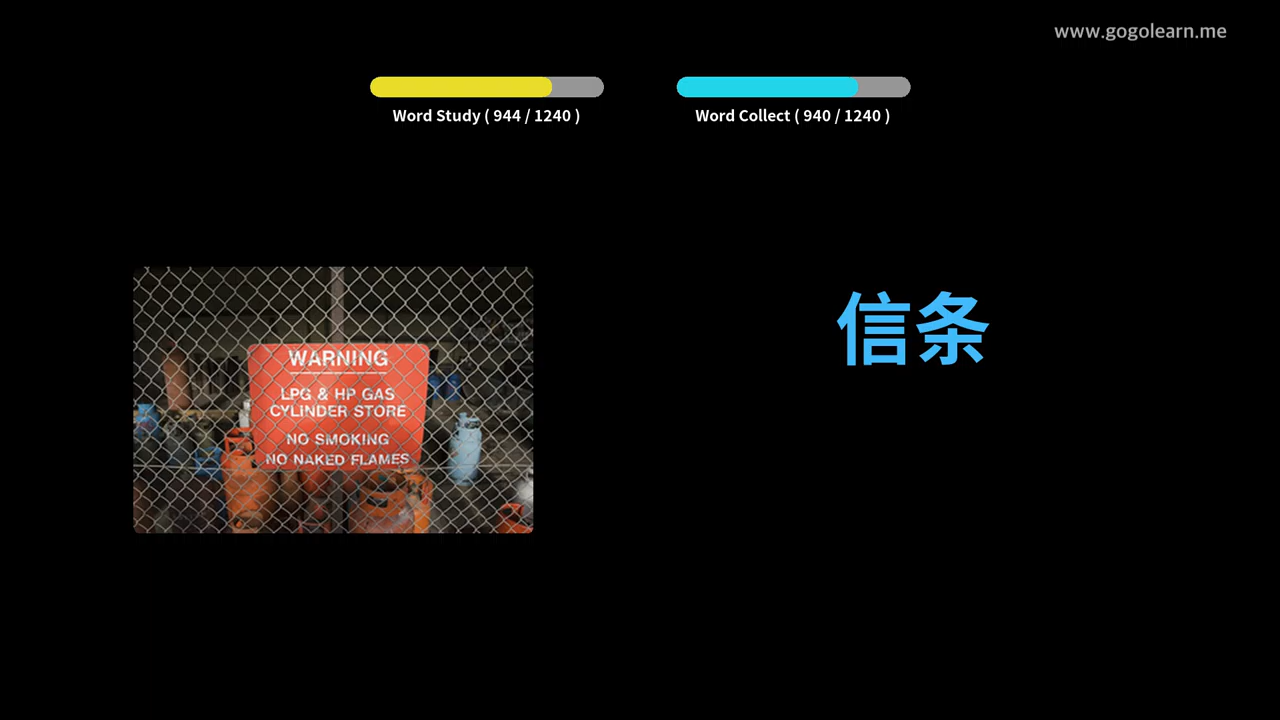 www.gogolearn.me
Word Study ( 944 / 1240 )
Word Collect ( 940 / 1240 )
信条
WARNING
LPG & HP GAS
CYLINDER STORE
NO SMOKING
NO NAKED FLAMES